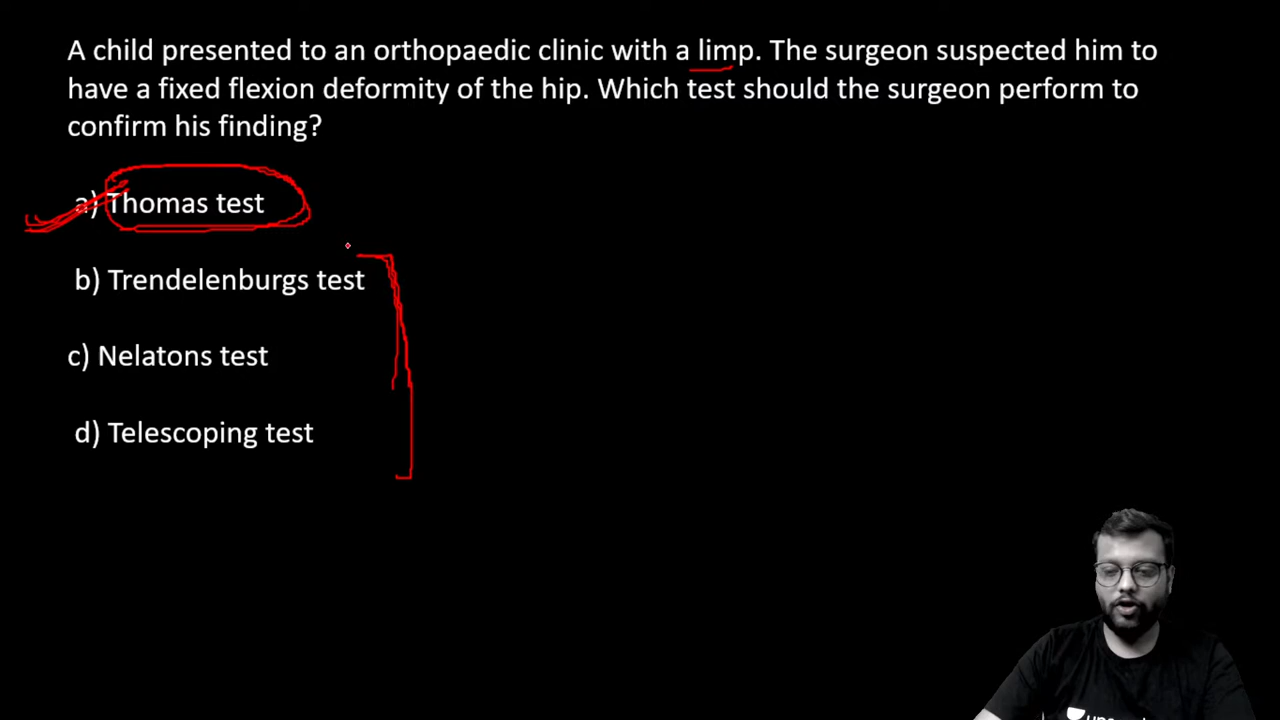 A child presented to an orthopaedic clinic with a limp. The surgeon suspected him to
have a fixed flexion deformity of the hip. Which test should the surgeon perform to
confirm his finding?
a) Thomas test
b) Trendelenburgs test
c) Nelatons test
d) Telescoping test